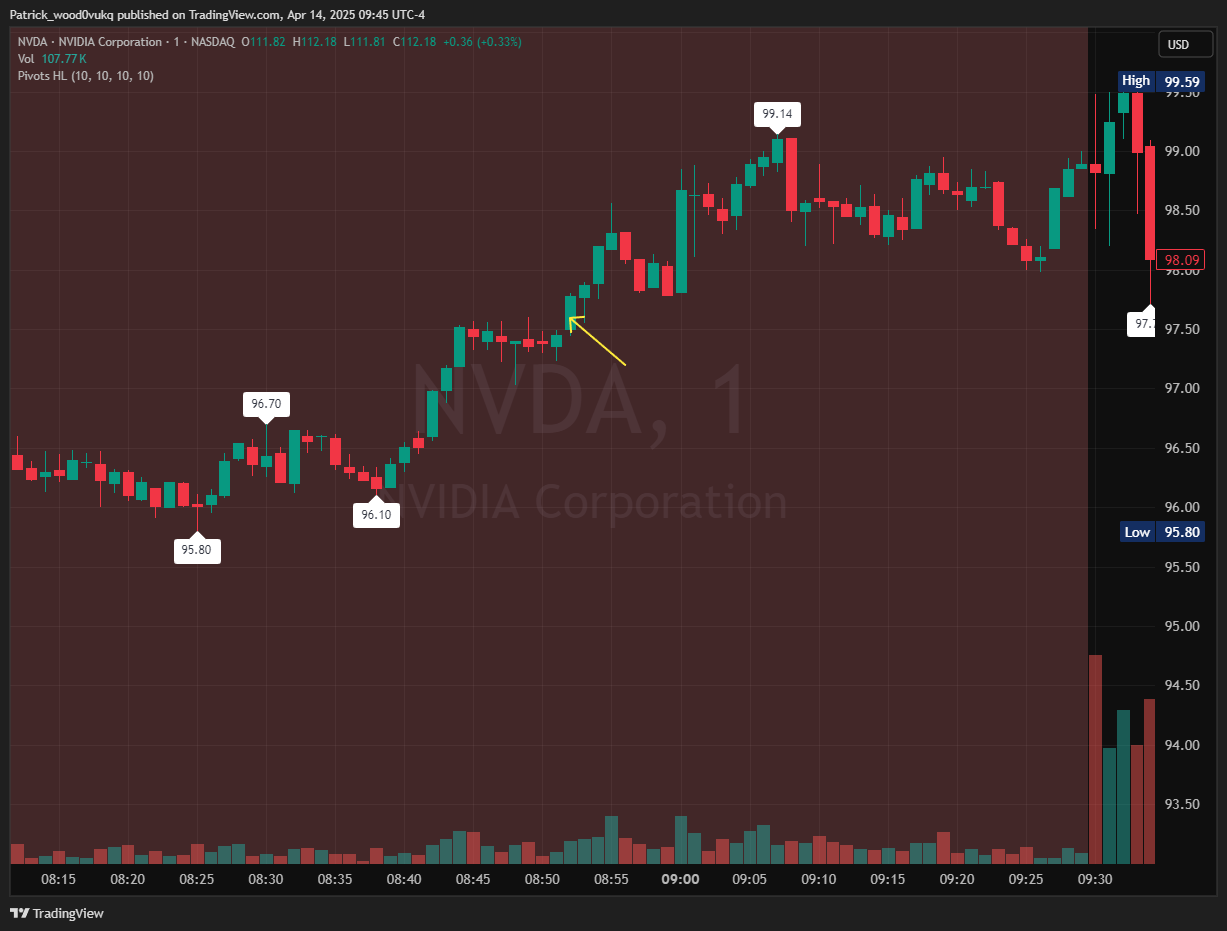 Patrick_wood0vukq published on TradingView.com, Apr 14, 2025 09:45 UTC-4
NVDA · NVIDIA Corporation · 1 · NASDAQ O111.82 H112.18 L111.81 C112.18 +0.36 (+0.33%)
Vol 107.77K
Pivots HL (10, 10, 10, 10)
USD
High 99.59
99.50
99.14
99.00
98.50
98.09
98.00
97.7
97.50
97.00
NVDA, 1
96.70
96.50
NVIDIA Corporation
96.10
96.00
Low 95.80
95.80
95.50
95.00
94.50
94.00
93.50
08:15 08:20 08:25 08:30 08:35 08:40 08:45 08:50 08:55 09:00 09:05 09:10 09:15 09:20 09:25 09:30
TradingView